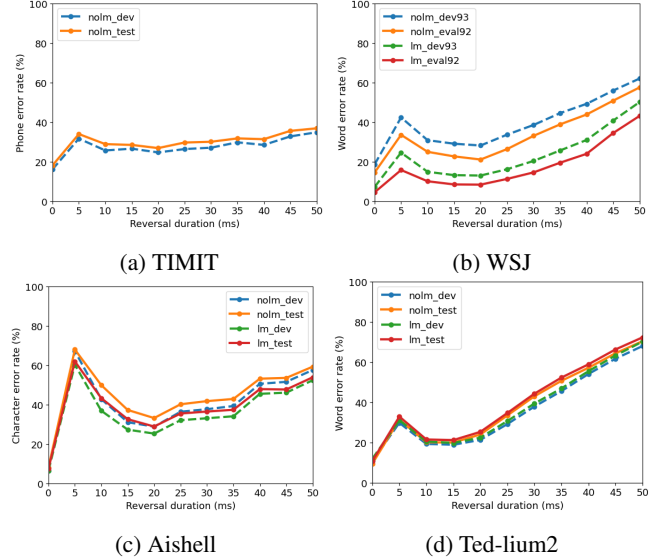 100
80
60
40
20
0
Phone error rate (%)
nolm_dev
nolm_test
0 5 10 15 20 25 30 35 40 45 50
Reversal duration (ms)
(a) TIMIT
100
80
60
40
20
0
Word error rate (%)
nolm_dev93
nolm_eval92
lm_dev93
lm_eval92
0 5 10 15 20 25 30 35 40 45 50
Reversal duration (ms)
(b) WSJ
100
80
60
40
20
0
Character error rate (%)
nolm_dev
nolm_test
lm_dev
lm_test
0 5 10 15 20 25 30 35 40 45 50
Reversal duration (ms)
(c) Aishell
100
80
60
40
20
0
Word error rate (%)
nolm_dev
nolm_test
lm_dev
lm_test
0 5 10 15 20 25 30 35 40 45 50
Reversal duration (ms)
(d) Ted-lium2